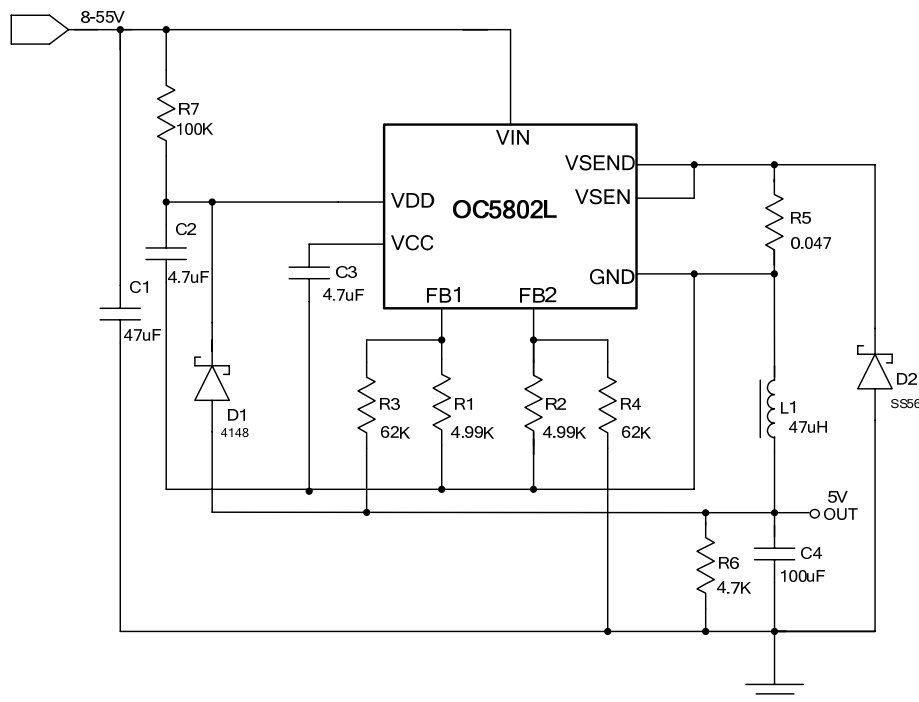 8-55V
R7
100K
VIN
VSEND
VSEN
VDD
OC5802L
VCC
GND
FB1
FB2
C2
4.7uF
C3
4.7uF
C1
47uF
R5
0.047
D1
4148
R3
62K
R1
4.99K
R2
4.99K
R4
62K
L1
47uH
D2
SS56
5V
OUT
R6
4.7K
C4
100uF